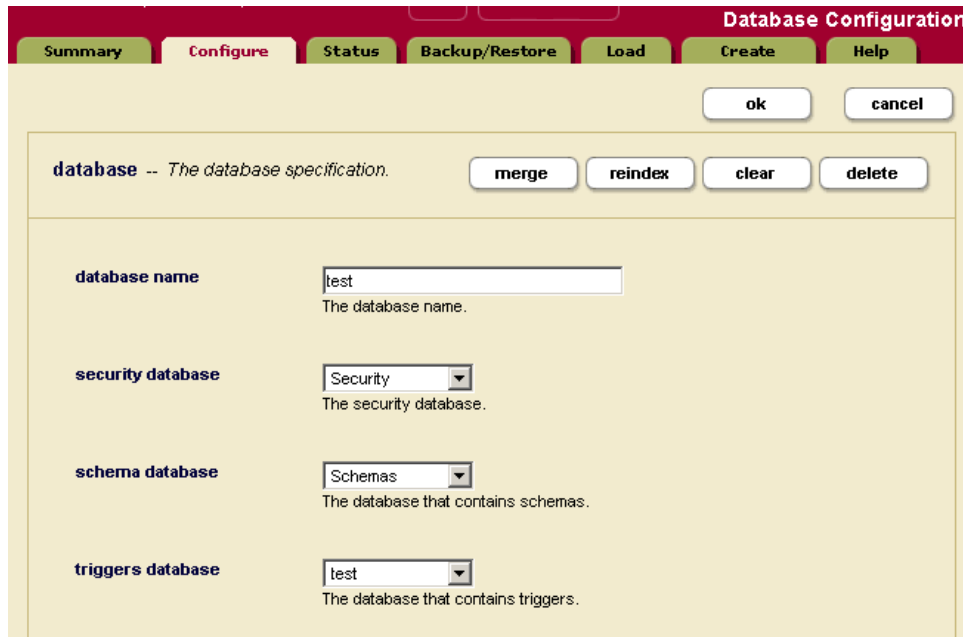 Database Configuration
Summary Configure Status Backup/Restore Load Create Help
ok cancel
database -- The database specification. merge reindex clear delete
database name test
The database name.
security database Security
The security database.
schema database Schemas
The database that contains schemas.
triggers database test
The database that contains triggers.